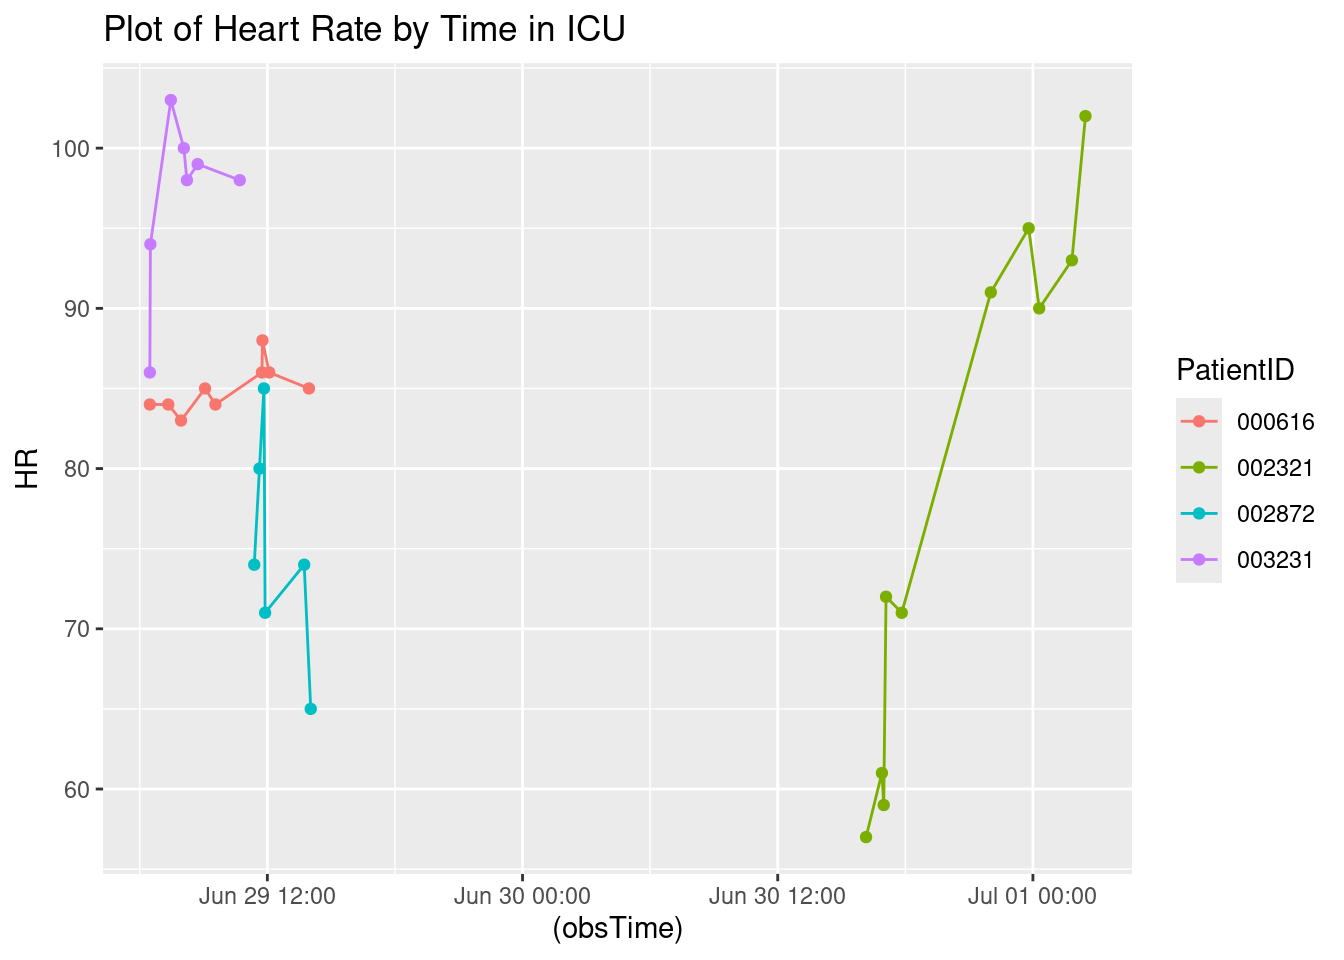 Plot of Heart Rate by Time in ICU
100
90
80
70
60
HR
Jun 29 12:00
Jun 30 00:00
Jun 30 12:00
Jul 01 00:00
(obsTime)
PatientID
000616
002321
002872
003231